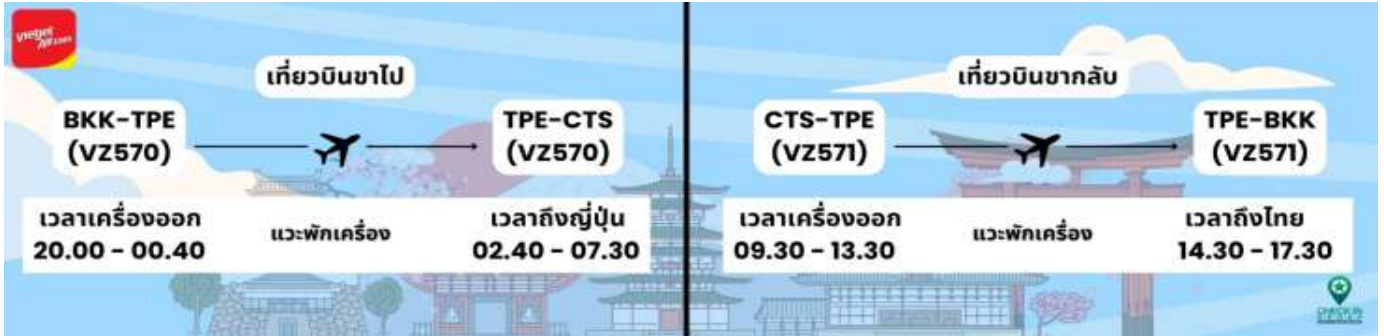 vietjet
Air.com
เที่ยวบินขาไป
BKK-TPE
(VZ570)
TPE-CTS
(VZ570)
เวลาเครื่องออก
20.00 - 00.40
แวะพักเครื่อง
เวลาถึงญี่ปุ่น
02.40 - 07.30
เที่ยวบินขากลับ
CTS-TPE
(VZ571)
TPE-BKK
(VZ571)
เวลาเครื่องออก
09.30 - 13.30
แวะพักเครื่อง
เวลาถึงไทย
14.30 - 17.30